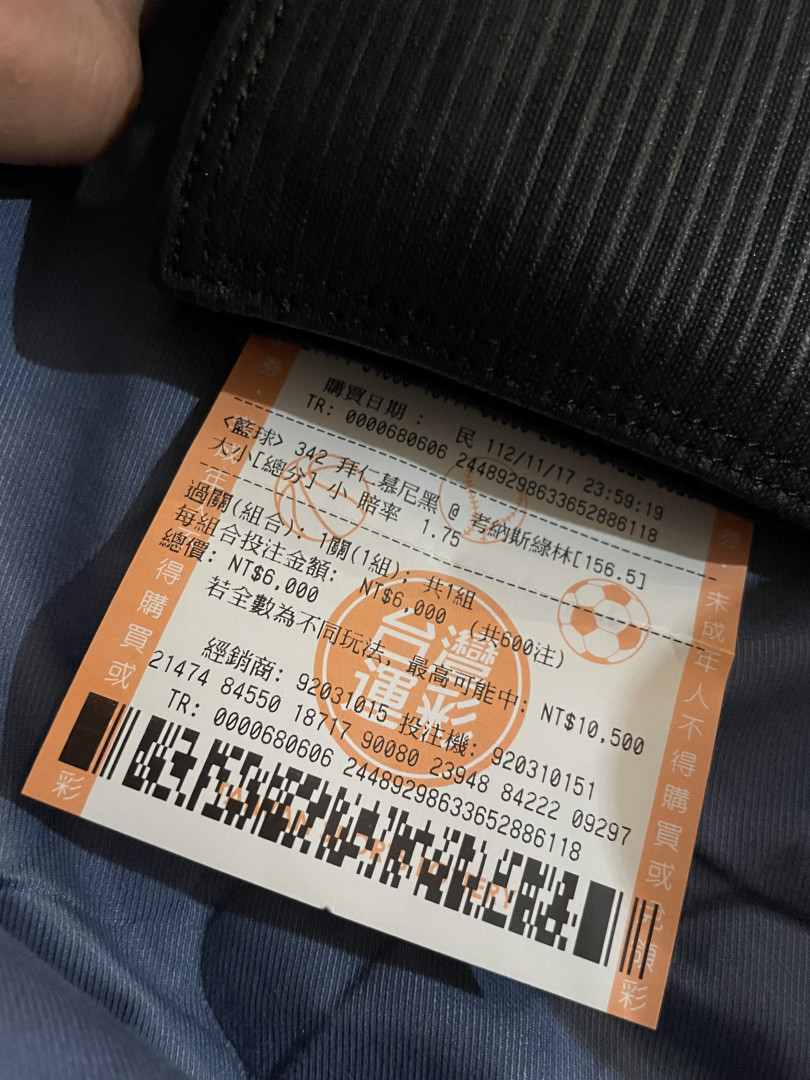 購買日期： 民 112/11/17 23:59:19
TR: 0000680606 24489298633652886118
<籃球> 342 拜仁慕尼黑 @ 考納斯綠林[156.5]
大小[總分] 小 賠率 1.75
過關(組合): 1關(1組); 共1組
每組合投注金額: NT$6,000 (共600注)
總價: NT$6,000
若全數為不同玩法, 最高可能中: NT$10,500
經銷商: 92031015 投注機: 920310151
21474 84550 18717 90080 23948 84222 09297
TR: 0000680606 24489298633652886118
台灣
運彩
券．未成年人不得購買或兌領彩